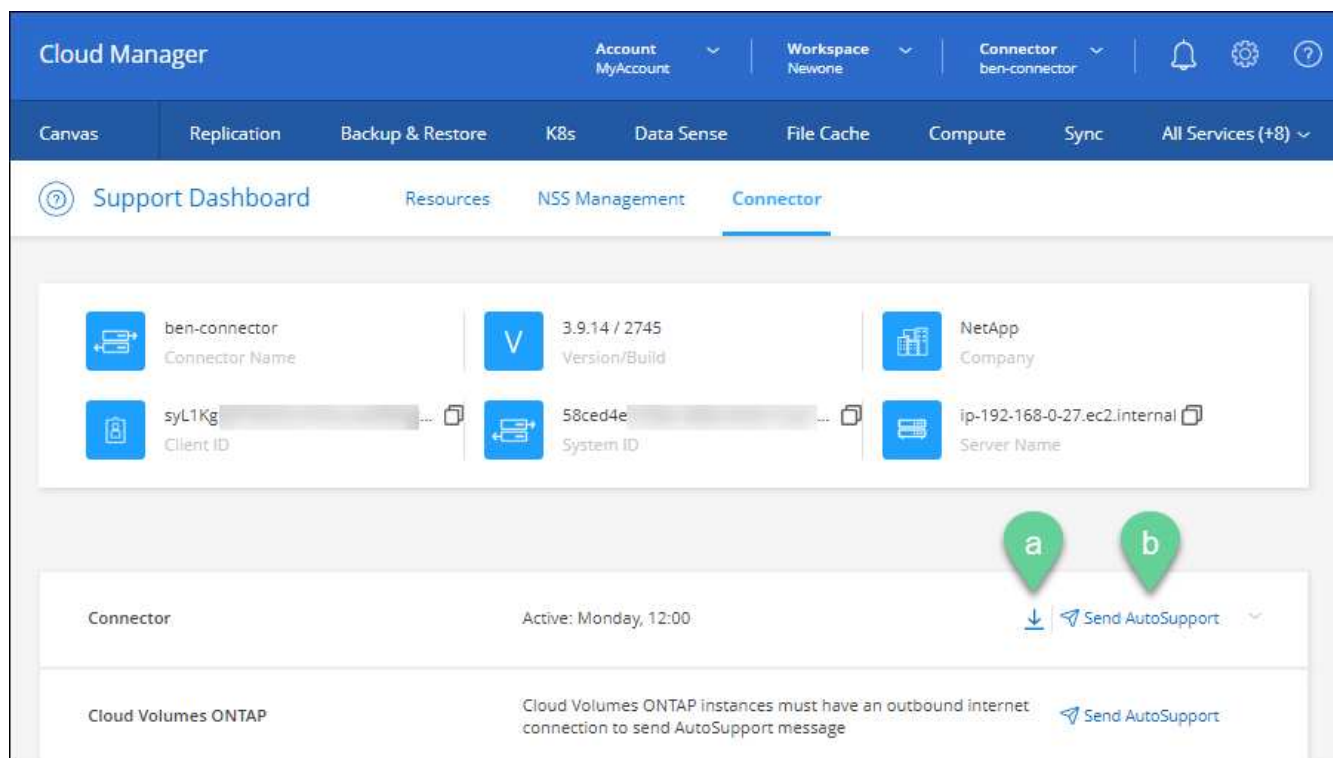 Cloud Manager
Account
MyAccount
Workspace
Newone
Connector
ben-connector
Canvas Replication Backup & Restore K8s Data Sense File Cache Compute Sync All Services (+8)
Support Dashboard Resources NSS Management Connector
ben-connector
Connector Name
V
3.9.14 / 2745
Version/Build
NetApp
Company
syL1Kg ...
Client ID
58ced4e ...
System ID
ip-192-168-0-27.ec2.internal
Server Name
a b
Connector Active: Monday, 12:00 Send AutoSupport
Cloud Volumes ONTAP
Cloud Volumes ONTAP instances must have an outbound internet
connection to send AutoSupport message
Send AutoSupport